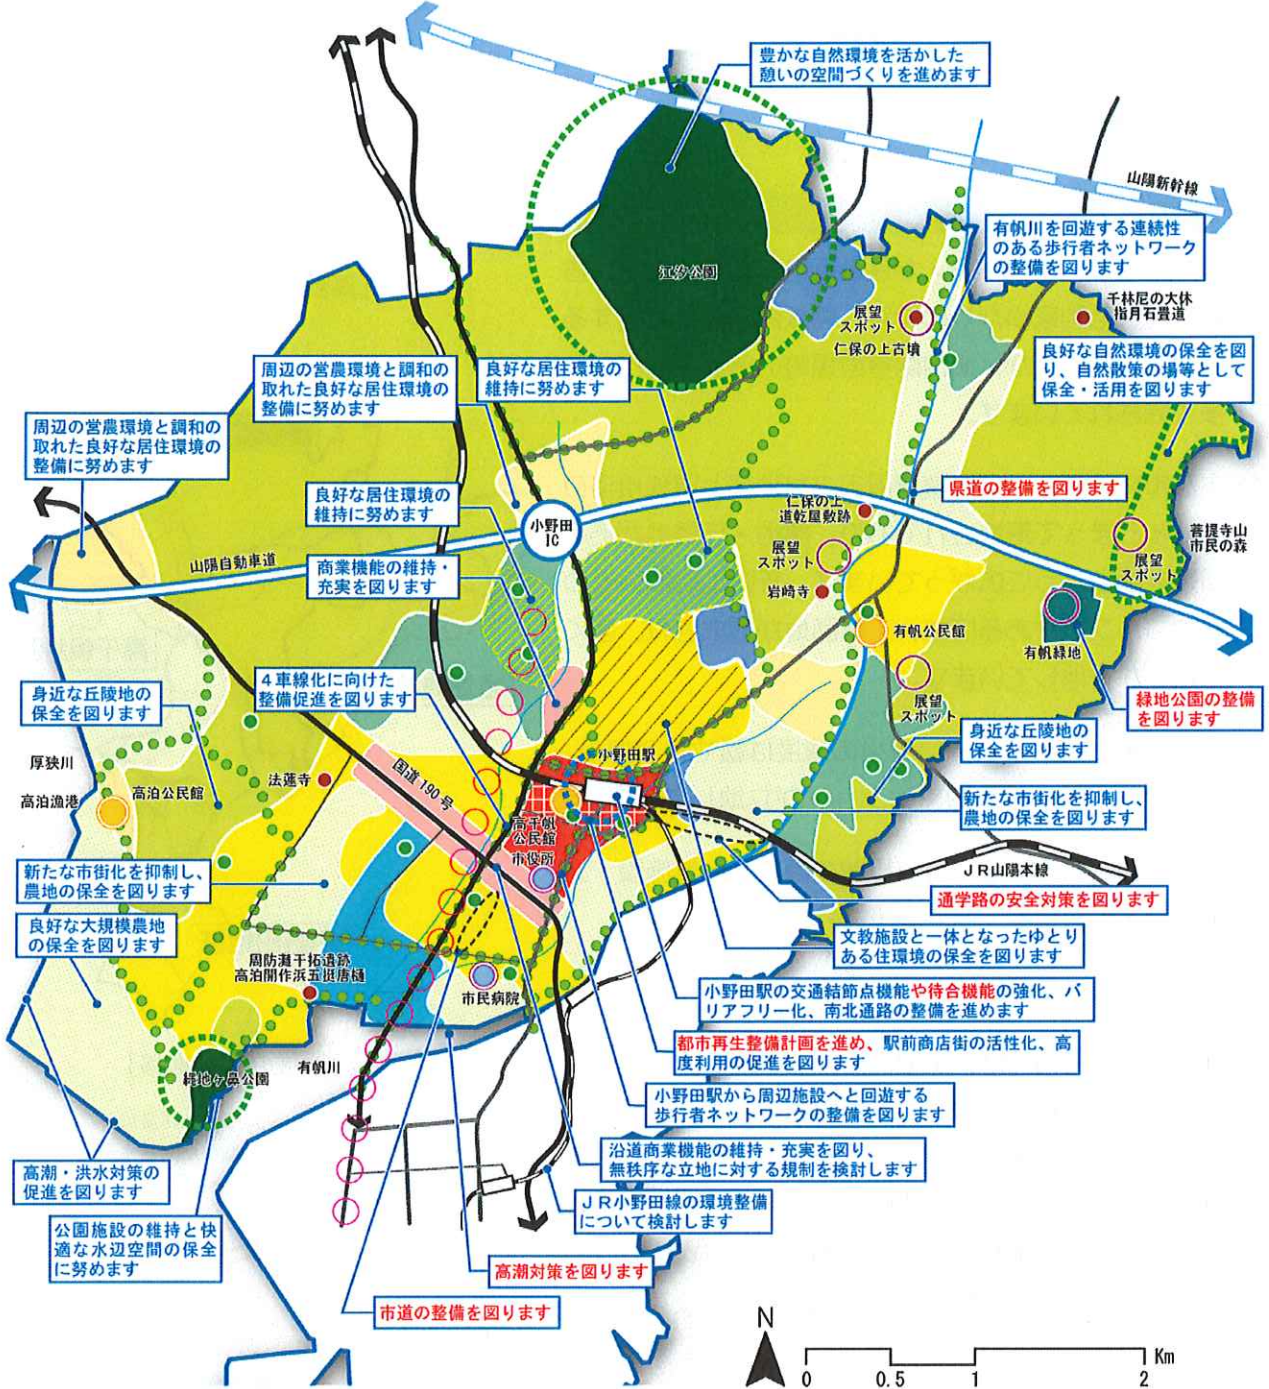 豊かな自然環境を活かした
憩いの空間づくりを進めます
山陽新幹線
有帆川を回遊する連続性
のある歩行者ネットワーク
の整備を図ります
江汐公園
千林尼の大休
指月石畳道
展望
スポット
仁保の上古墳
良好な自然環境の保全を図
り、自然散策の場等として
保全・活用を図ります
周辺の営農環境と調和の
取れた良好な居住環境の
整備に努めます
良好な居住環境の
維持に努めます
周辺の営農環境と調和の
取れた良好な居住環境の
整備に努めます
県道の整備を図ります
良好な居住環境の
維持に努めます
小野田
IC
仁保の上
道乾屋敷跡
菩提寺山
市民の森
展望
スポット
展望
スポット
山陽自動車道
商業機能の維持・
充実を図ります
岩崎寺
有帆公民館
有帆緑地
4車線化に向けた
整備促進を図ります
身近な丘陵地の
保全を図ります
展望
スポット
緑地公園の整備
を図ります
身近な丘陵地の
保全を図ります
厚狭川
高泊漁港
高泊公民館
法蓮寺
国道190号
小野田駅
新たな市街化を抑制し、
農地の保全を図ります
高千帆
公民館
市役所
新たな市街化を抑制し、
農地の保全を図ります
JR山陽本線
通学路の安全対策を図ります
良好な大規模農地
の保全を図ります
文教施設と一体となったゆとり
ある住環境の保全を図ります
周防灘干拓遺跡
高泊開作浜五挺唐樋
市民病院
小野田駅の交通結節点機能や待合機能の強化、バ
リアフリー化、南北通路の整備を進めます
都市再生整備計画を進め、駅前商店街の活性化、高
度利用の促進を図ります
有帆川
縄地ヶ鼻公園
小野田駅から周辺施設へと回遊する
歩行者ネットワークの整備を図ります
沿道商業機能の維持・充実を図り、
無秩序な立地に対する規制を検討します
高潮・洪水対策の
促進を図ります
JR小野田線の環境整備
について検討します
公園施設の維持と快
適な水辺空間の保全
に努めます
高潮対策を図ります
市道の整備を図ります
N
0 0.5 1 2 Km